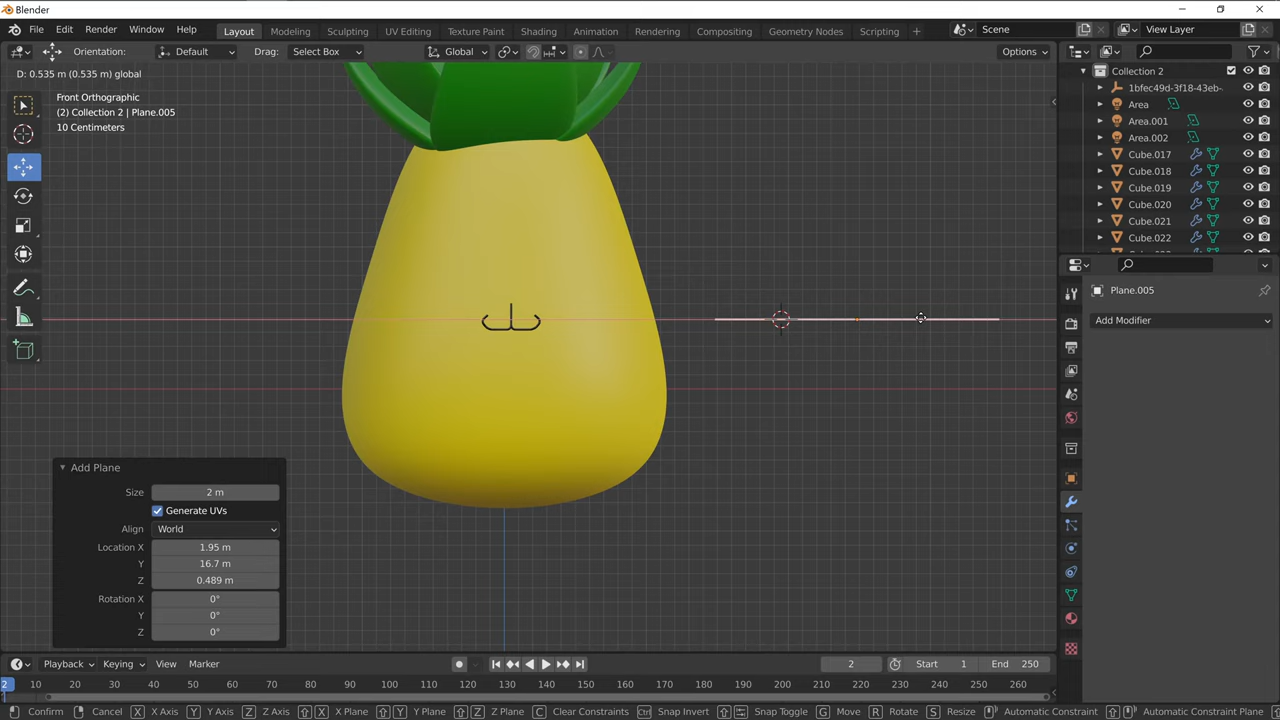 Blender
File Edit Render Window Help Layout Modeling Sculpting UV Editing Texture Paint Shading Animation Rendering Compositing Geometry Nodes Scripting + Scene View Layer
Orientation: Default Drag: Select Box Global Options
D: 0.535 m (0.535 m) global
Front Orthographic
(2) Collection 2 | Plane.005
10 Centimeters
Collection 2
1bfec49d-3f18-43eb-
Area
Area.001
Area.002
Cube.017
Cube.018
Cube.019
Cube.020
Cube.021
Cube.022
Plane.005
Add Modifier
Add Plane
Size 2 m
Generate UVs
Align World
Location X 1.95 m
Y 16.7 m
Z 0.489 m
Rotation X 0°
Y 0°
Z 0°
Playback Keying View Marker 2 Start 1 End 250
2 10 20 30 40 50 60 70 80 90 100 110 120 130 140 150 160 170 180 190 200 210 220 230 240 250 260
Confirm Cancel X X Axis Y Y Axis Z Z Axis X X Plane Y Y Plane Z Z Plane C Clear Constraints Snap Invert Snap Toggle G Move R Rotate S Resize Automatic Constraint Automatic Constraint Plane